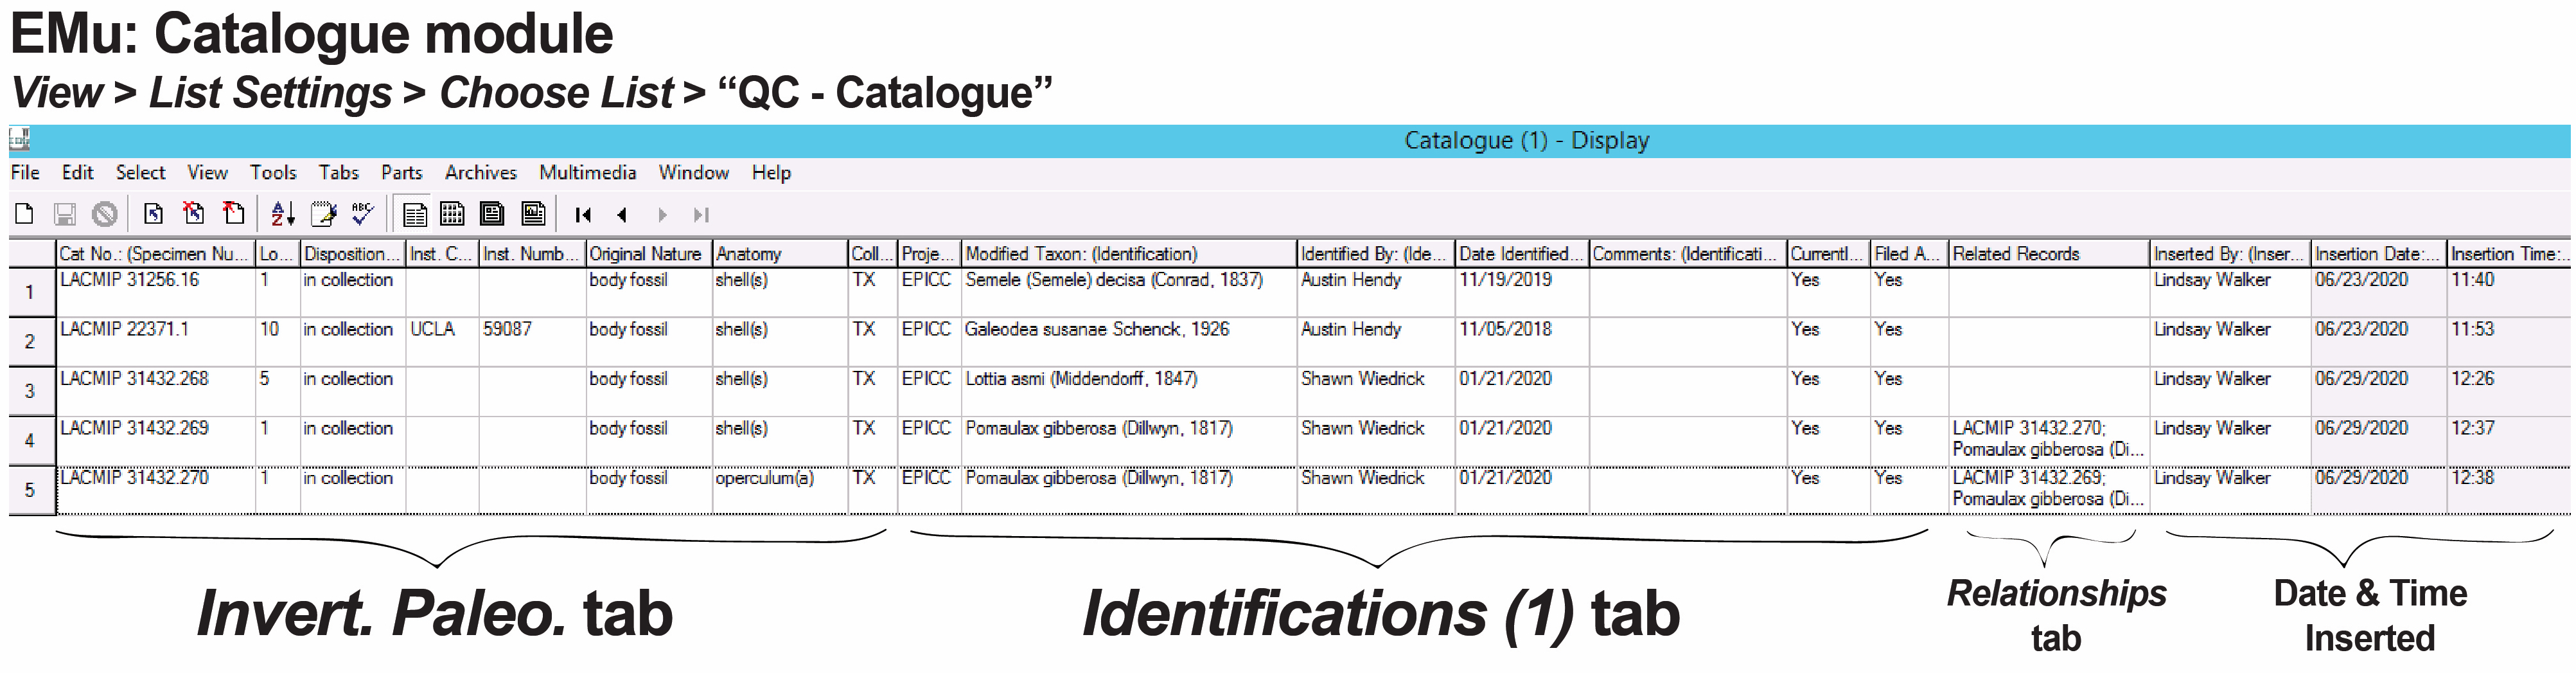 EMu: Catalogue module
View > List Settings > Choose List > “QC - Catalogue”
Catalogue (1) - Display
File Edit Select View Tools Tabs Parts Archives Multimedia Window Help
Cat No.: (Specimen Nu... Lo... Disposition... Inst. C... Inst. Numb... Original Nature Anatomy Coll... Proje... Modified Taxon: (Identification) Identified By: (Ide... Date Identified... Comments: (Identificati... Currentl... Filed A... Related Records Inserted By: (Inser... Insertion Date:... Insertion Time:...
1 LACMIP 31256.16 1 in collection body fossil shell(s) TX EPICC Semele (Semele) decisa (Conrad, 1837) Austin Hendy 11/19/2019 Yes Yes Lindsay Walker 06/23/2020 11:40
2 LACMIP 22371.1 10 in collection UCLA 59087 body fossil shell(s) TX EPICC Galeodea susanae Schenck, 1926 Austin Hendy 11/05/2018 Yes Yes Lindsay Walker 06/23/2020 11:53
3 LACMIP 31432.268 5 in collection body fossil shell(s) TX EPICC Lottia asmi (Middendorff, 1847) Shawn Wiedrick 01/21/2020 Yes Yes Lindsay Walker 06/29/2020 12:26
4 LACMIP 31432.269 1 in collection body fossil shell(s) TX EPICC Pomaulax gibberosa (Dillwyn, 1817) Shawn Wiedrick 01/21/2020 Yes Yes LACMIP 31432.270; Lindsay Walker 06/29/2020 12:37
Pomaulax gibberosa (Di...
5 LACMIP 31432.270 1 in collection body fossil operculum(a) TX EPICC Pomaulax gibberosa (Dillwyn, 1817) Shawn Wiedrick 01/21/2020 Yes Yes LACMIP 31432.269; Lindsay Walker 06/29/2020 12:38
Pomaulax gibberosa (Di...
Invert. Paleo. tab
Identifications (1) tab
Relationships
tab
Date & Time
Inserted